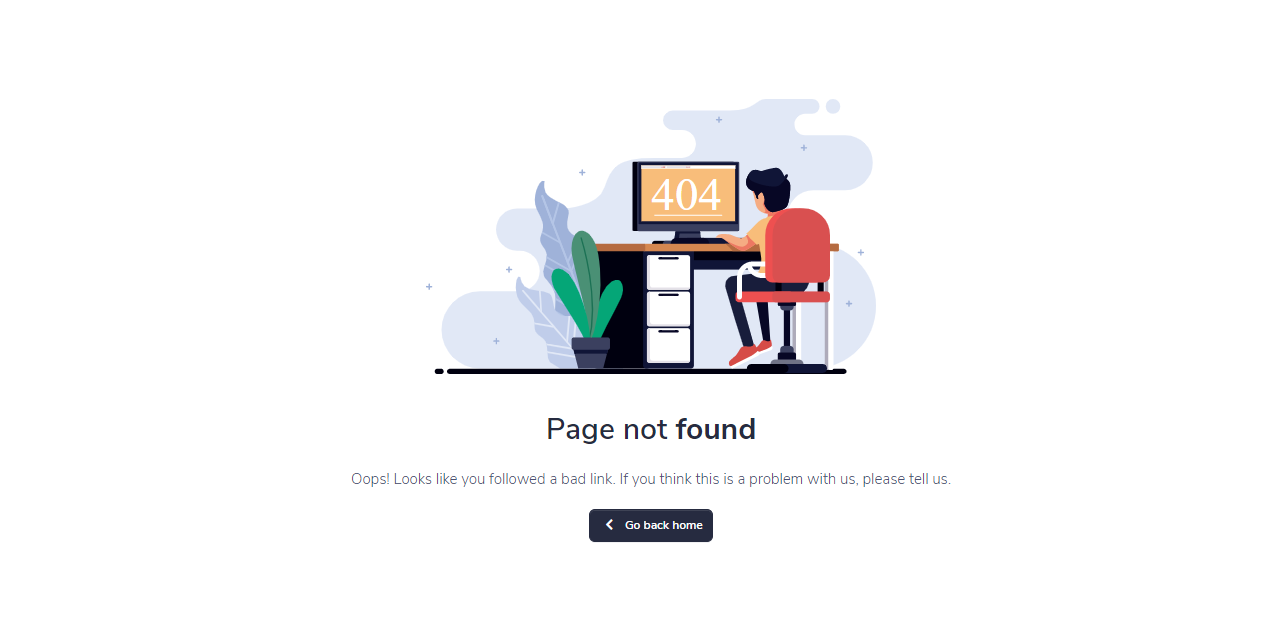 404
Page not found
Oops! Looks like you followed a bad link. If you think this is a problem with us, please tell us.
Go back home